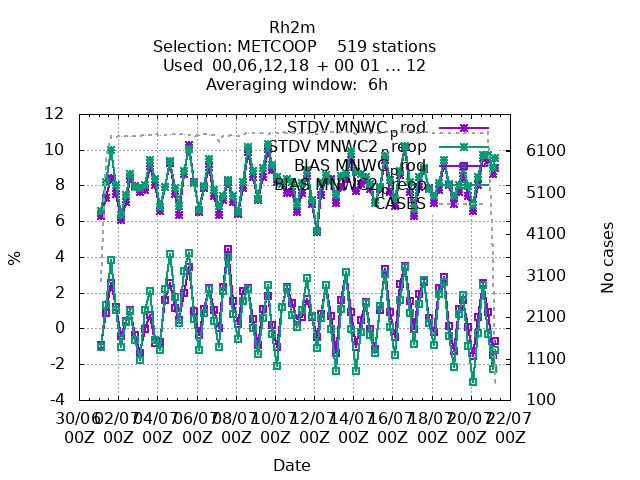 Rh2m
Selection: METCOOP 519 stations
Used 00,06,12,18 + 00 01 ... 12
Averaging window: 6h
12
10
8
6
4
2
0
-2
-4
%
STDV MNWC_prod
STDV MNWC2_preop
BIAS MNWC_prod
BIAS MNWC2_preop
CASES
6100
5100
4100
3100
2100
1100
100
No cases
30/06 02/07 04/07 06/07 08/07 10/07 12/07 14/07 16/07 18/07 20/07 22/07
00Z 00Z 00Z 00Z 00Z 00Z 00Z 00Z 00Z 00Z 00Z 00Z
Date